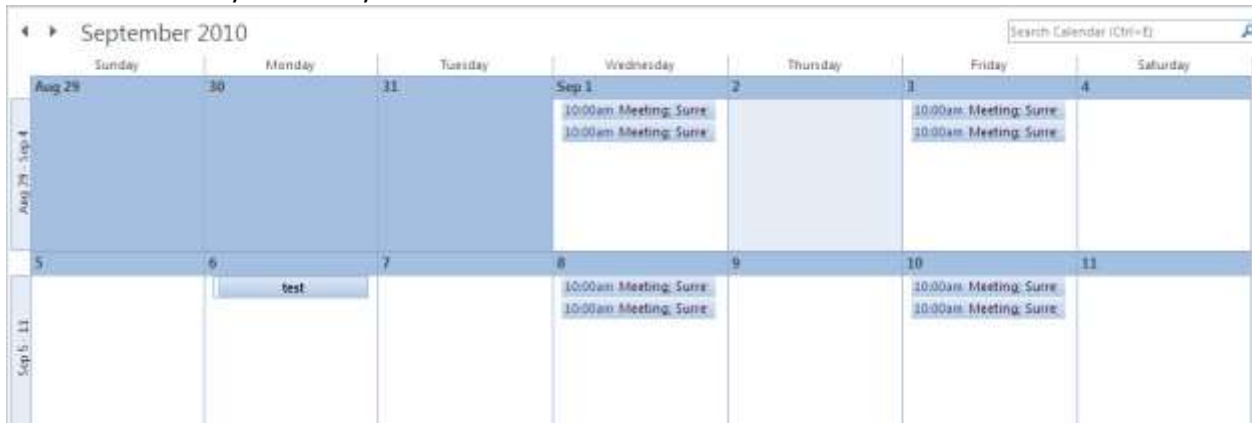 September 2010
Search Calendar (Ctrl+E)
Sunday Monday Tuesday Wednesday Thursday Friday Saturday
Aug 29 - Sep 4
Aug 29 30 31 Sep 1 2 3 4
10:00am Meeting; Surre 10:00am Meeting; Surre
10:00am Meeting; Surre 10:00am Meeting; Surre
Sep 5 - 11
5 6 7 8 9 10 11
test 10:00am Meeting; Surre 10:00am Meeting; Surre
10:00am Meeting; Surre 10:00am Meeting; Surre